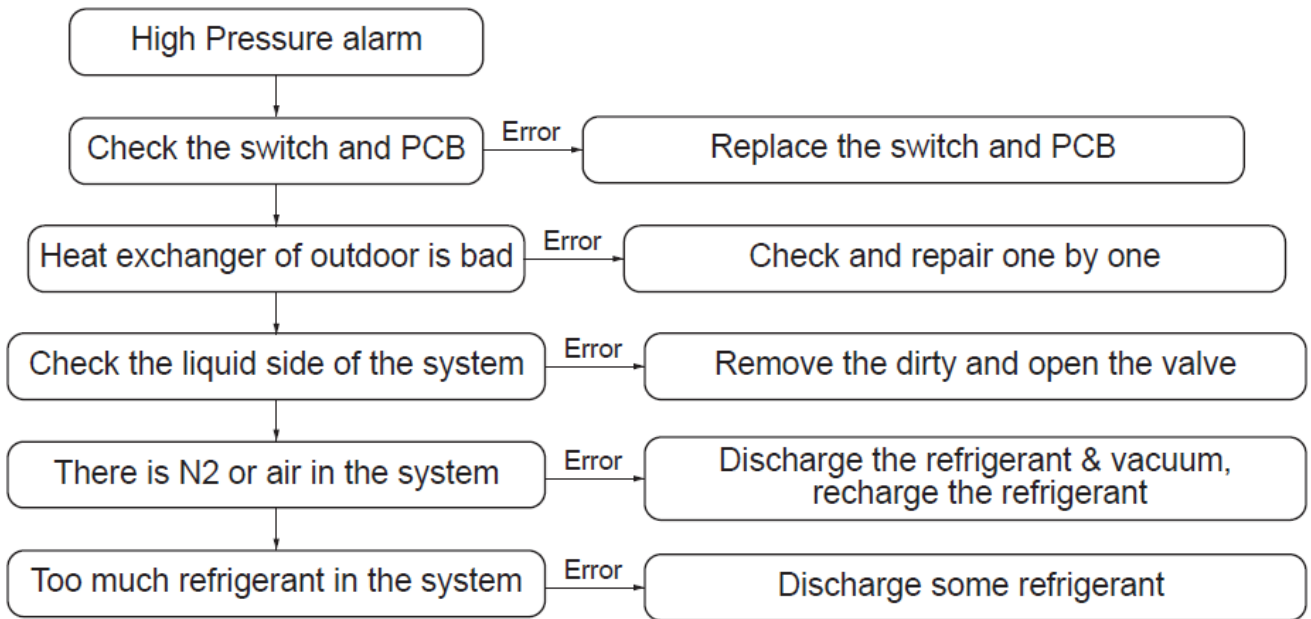 High Pressure alarm
Check the switch and PCB
Error
Replace the switch and PCB
Heat exchanger of outdoor is bad
Error
Check and repair one by one
Check the liquid side of the system
Error
Remove the dirty and open the valve
There is N2 or air in the system
Error
Discharge the refrigerant & vacuum,
recharge the refrigerant
Too much refrigerant in the system
Error
Discharge some refrigerant